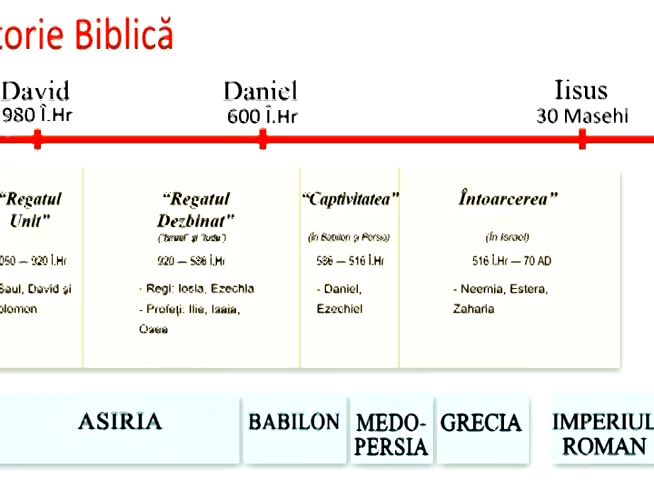 torie Biblică
David
980 Î.Hr
Daniel
600 Î.Hr
Iisus
30 Masehi
“Regatul
Unit”
050 — 920 Î.Hr
Saul, David și
olomon
“Regatul
Dezbinat”
("Israel" și "Iuda")
920 — 586 Î.Hr
- Regi: Iosia, Ezechia
- Profeți: Ilie, Isaia,
Osea
“Captivitatea”
(În Babilon și Persia)
586 — 516 Î.Hr
- Daniel,
Ezechiel
Întoarcerea”
(În Israel)
516 Î.Hr — 70 AD
- Neemia, Estera,
Zaharia
ASIRIA
BABILON
MEDO-
PERSIA
GRECIA
IMPERIUL
ROMAN